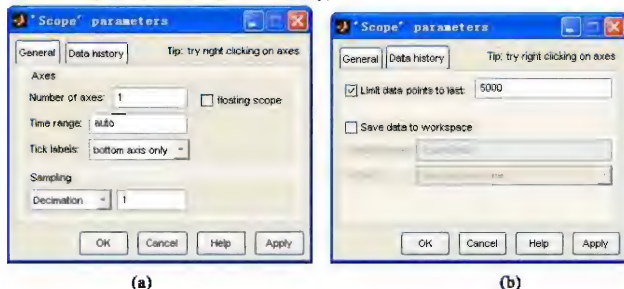 'Scope' parameters
General Data history Tip: try right clicking on axes
Axes
Number of axes: 1 floating scope
Time range: auto
Tick labels: bottom axis only
Sampling
Decimation 1
OK Cancel Help Apply
(a)
'Scope' parameters
General Data history Tip: try right clicking on axes
Limit data points to last: 5000
Save data to workspace
OK Cancel Help Apply
(b)